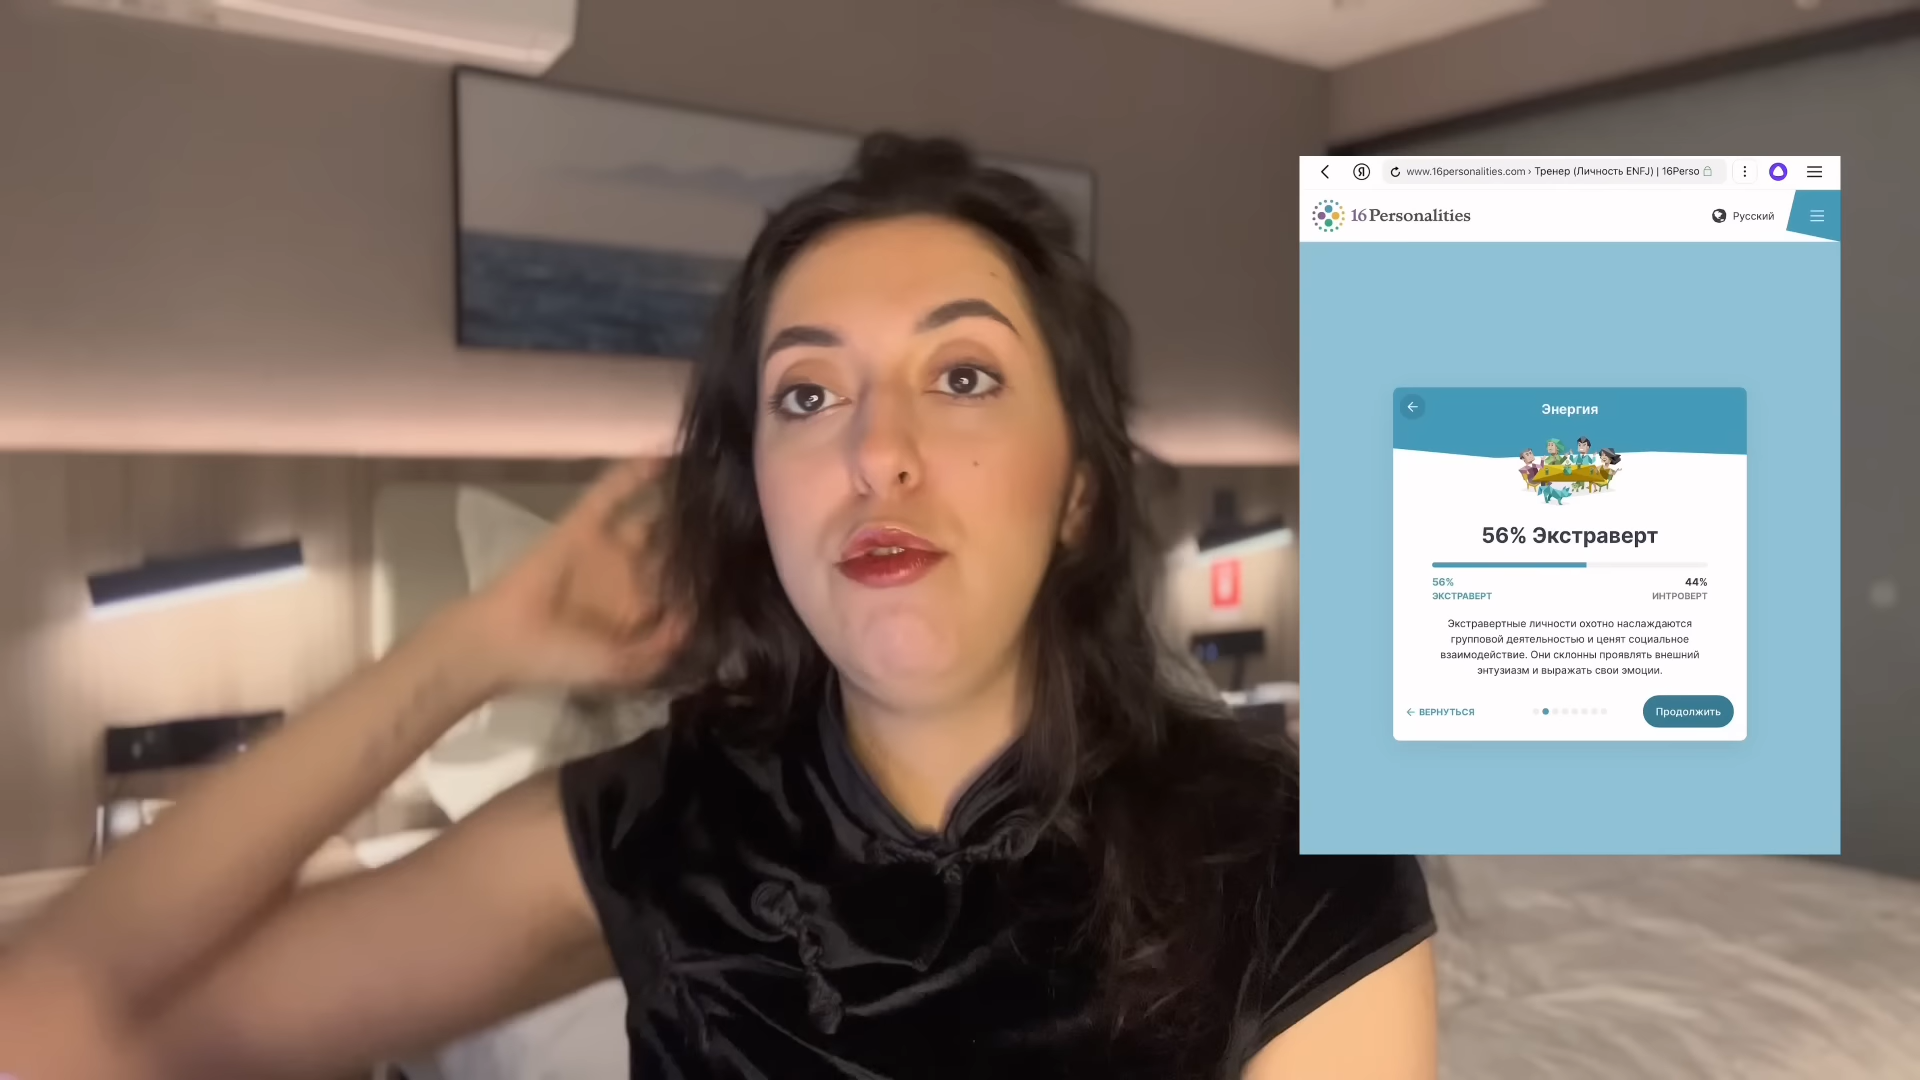 www.16personalities.com › Тренер (Личность ENFJ) | 16Perso
16Personalities
Русский
Энергия
56% Экстраверт
56%
44%
ЭКСТРАВЕРТ
ИНТРОВЕРТ
Экстравертные личности охотно наслаждаются
групповой деятельностью и ценят социальное
взаимодействие. Они склонны проявлять внешний
энтузиазм и выражать свои эмоции.
← ВЕРНУТЬСЯ
Продолжить